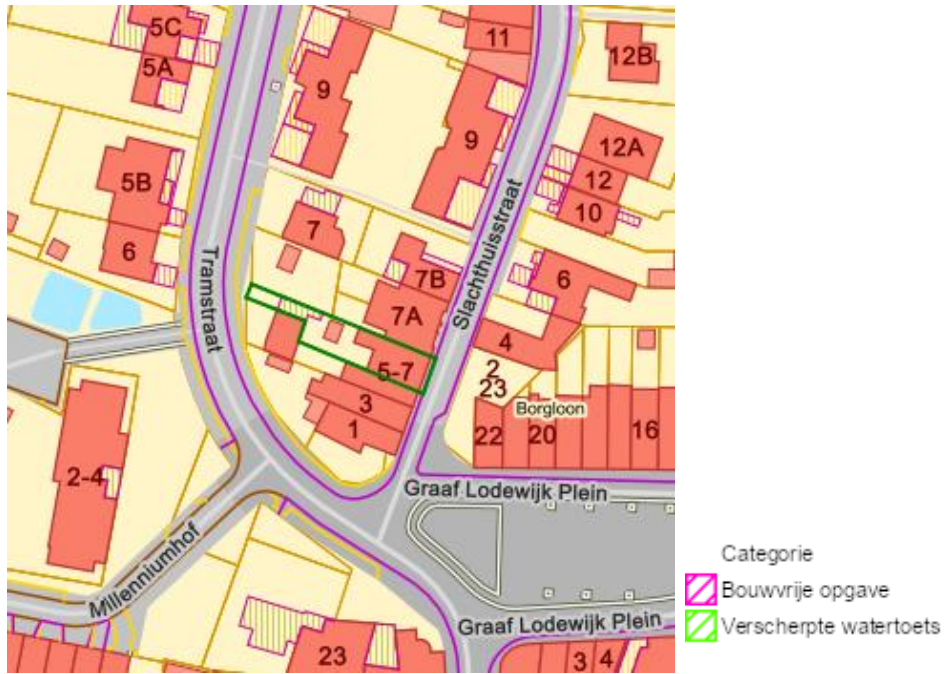 5C
11
5A
12B
9
9
12A
5B
12
10
7
6
7B
6
Tramstraat
Slachthuisstraat
7A
4
5-7
2
23
3
Borgloon
1
22
20
16
2-4
Graaf Lodewijk Plein
Millenniumhof
Categorie
Bouwvrije opgave
Verscherpte watertoets
Graaf Lodewijk Plein
23
3
4